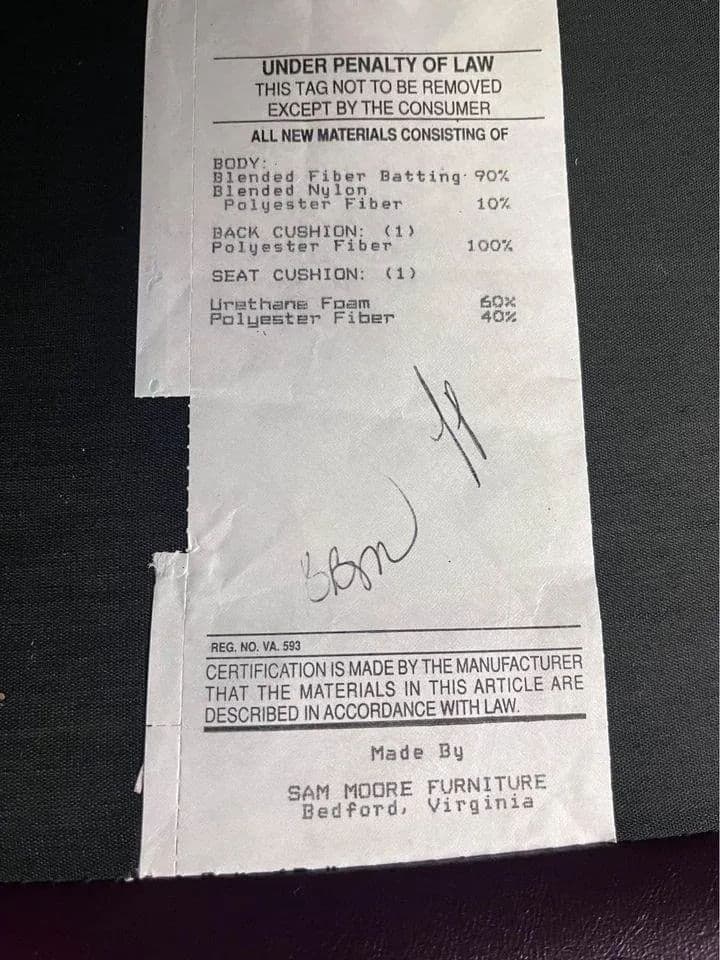 UNDER PENALTY OF LAW
THIS TAG NOT TO BE REMOVED
EXCEPT BY THE CONSUMER
ALL NEW MATERIALS CONSISTING OF
BODY:
Blended Fiber Batting 90%
Blended Nylon
Polyester Fiber 10%
BACK CUSHION: (1)
Polyester Fiber 100%
SEAT CUSHION: (1)
Urethane Foam 60%
Polyester Fiber 40%
REG. NO. VA. 593
CERTIFICATION IS MADE BY THE MANUFACTURER
THAT THE MATERIALS IN THIS ARTICLE ARE
DESCRIBED IN ACCORDANCE WITH LAW.
Made By
SAM MOORE FURNITURE
Bedford, Virginia